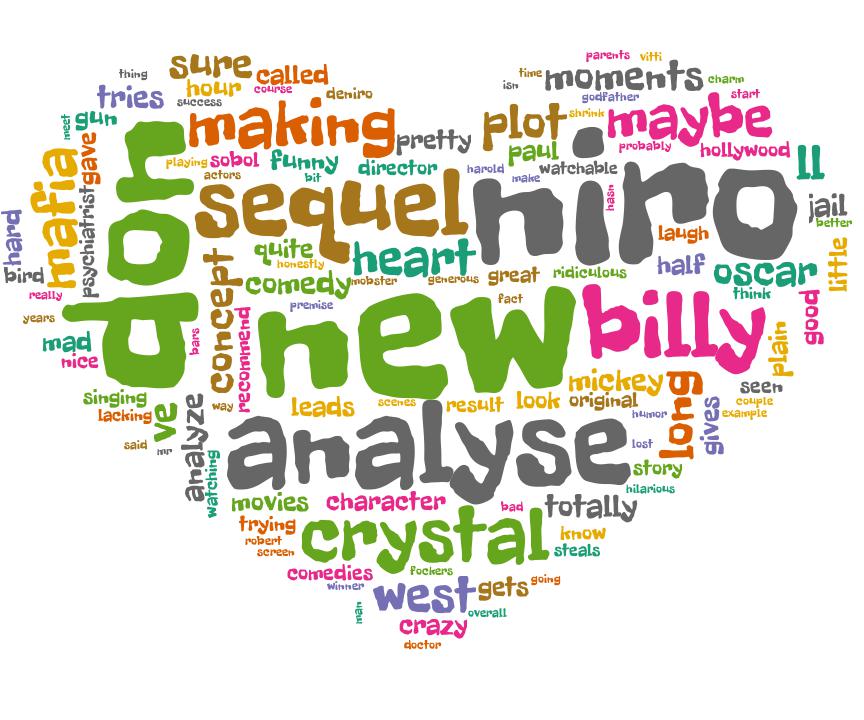 parents vitti
thing sure called time moments charm
isn
tries hour course deniro godfather start
success
meet gun making plot shrink maybe
pretty
don
mafia gave playing sobol funny director paul probably hollywood ll
actors bit harold watchable
make
psychiatrist sequel nino hasn
laugh jail
better
hard quite heart half oscar little
honestly
bird concept comedy mobster generous great ridiculous think
really premise new fact billy good
years
mad bars recommend plain
nice
mickey seen
singing way leads scenes result look original long couple
lacking ve humor gives example
analyze analyse lost
said mr
watching story
hilarious
movies character bad totally
trying crystal know
robert
screen steals
comedies fockers
winner west gets going
man overall
crazy
doctor